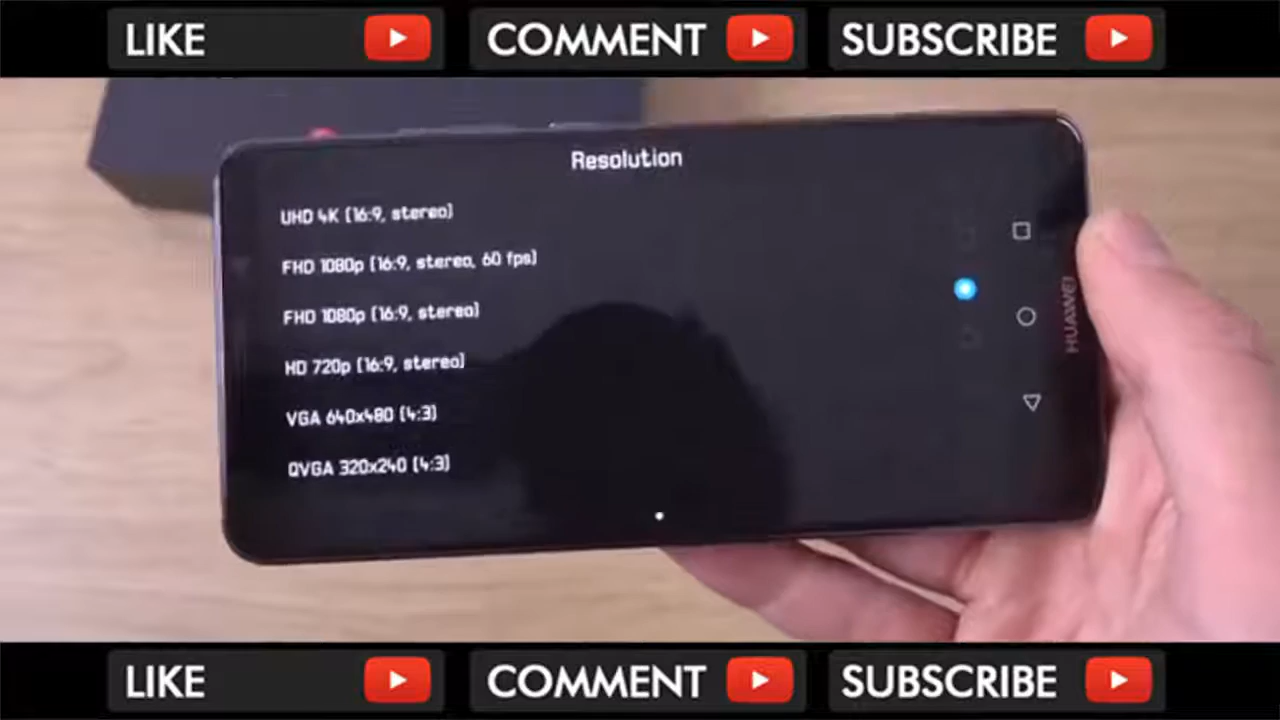 LIKE COMMENT SUBSCRIBE
Resolution
UHD 4K (16:9, stereo)
FHD 1080p (16:9, stereo, 60 fps)
FHD 1080p (16:9, stereo)
HD 720p (16:9, stereo)
VGA 640x480 (4:3)
QVGA 320x240 (4:3)
HUAWEI
LIKE COMMENT SUBSCRIBE